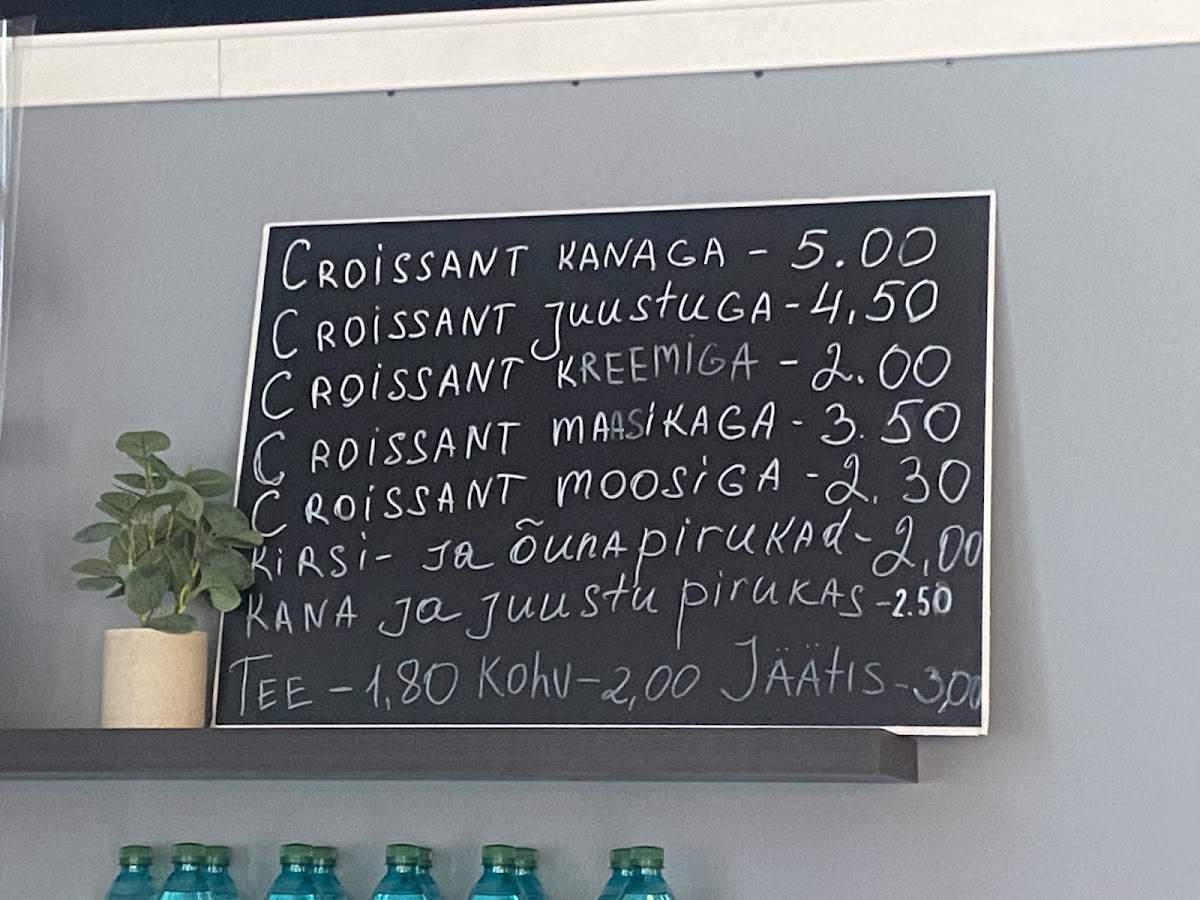 CROISSANT KANAGA - 5.00
CROISSANT JUUSTUGA - 4,50
CROISSANT KREEMIGA - 2.00
CROISSANT MAASIKAGA - 3.50
CROISSANT MOOSIGA - 2.30
KIRSI- JA ÕUNAPIRUKAD - 2,00
KANA JA JUUSTU PIRUKAS - 2.50
TEE - 1,80 KOHV - 2,00 JÄÄTIS - 3,00